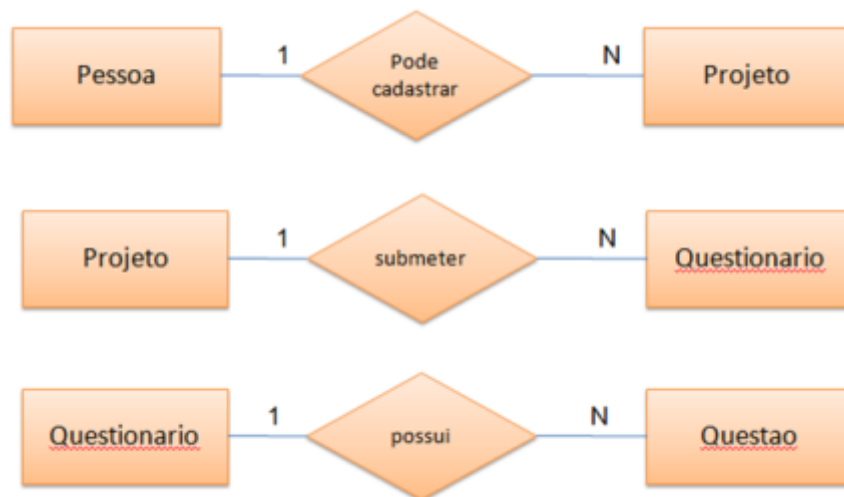 Pessoa
1
Pode
cadastrar
N
Projeto
Projeto
1
submeter
N
Questionario
Questionario
1
possui
N
Questao